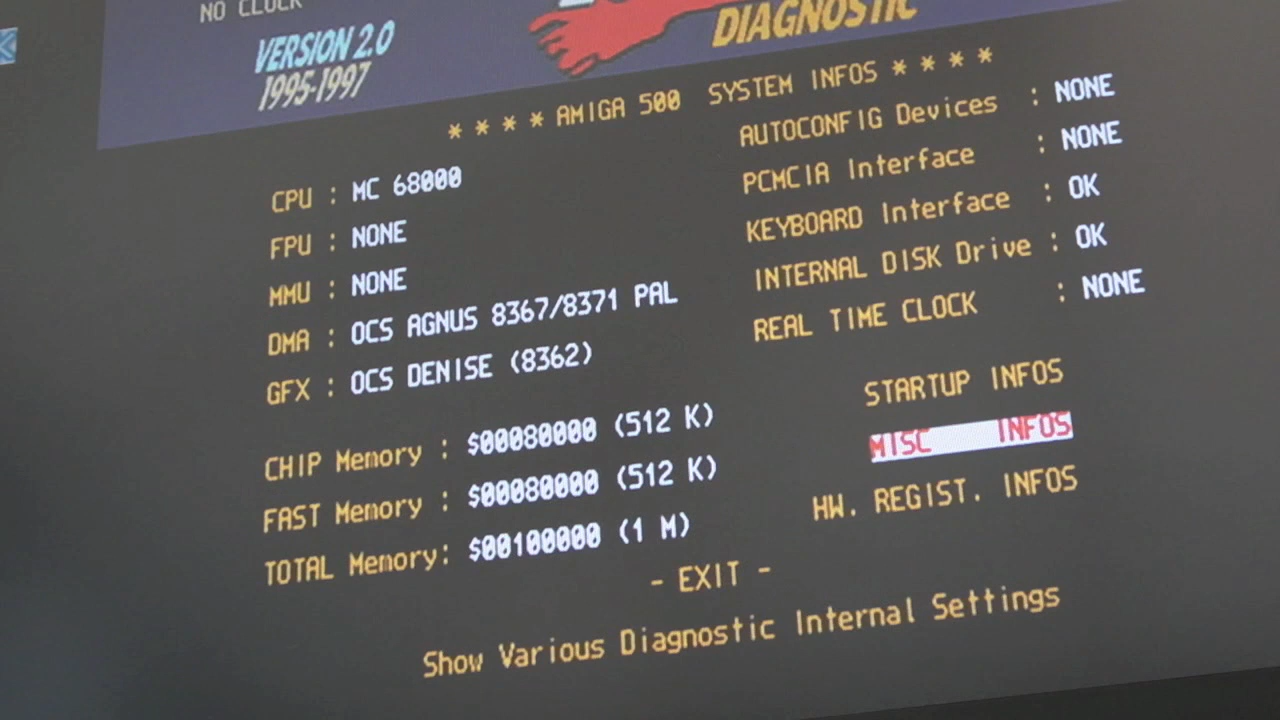 NO CLOCK
VERSION 2.0
1995-1997
DIAGNOSTIC
* * * * AMIGA 500 SYSTEM INFOS * * * *
CPU : MC 68000
FPU : NONE
MMU : NONE
DMA : OCS AGNUS 8367/8371 PAL
GFX : OCS DENISE (8362)
CHIP Memory : $00080000 (512 K)
FAST Memory : $00080000 (512 K)
TOTAL Memory: $00100000 (1 M)
AUTOCONFIG Devices : NONE
PCMCIA Interface : NONE
KEYBOARD Interface : OK
INTERNAL DISK Drive : OK
REAL TIME CLOCK : NONE
STARTUP INFOS
MISC INFOS
HW. REGIST. INFOS
- EXIT -
Show Various Diagnostic Internal Settings